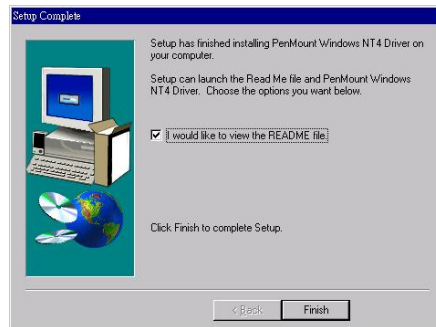 Setup Complete
Setup has finished installing PenMount Windows NT4 Driver on
your computer.
Setup can launch the Read Me file and PenMount Windows
NT4 Driver. Choose the options you want below.
I would like to view the README file.
Click Finish to complete Setup.
< Back
Finish